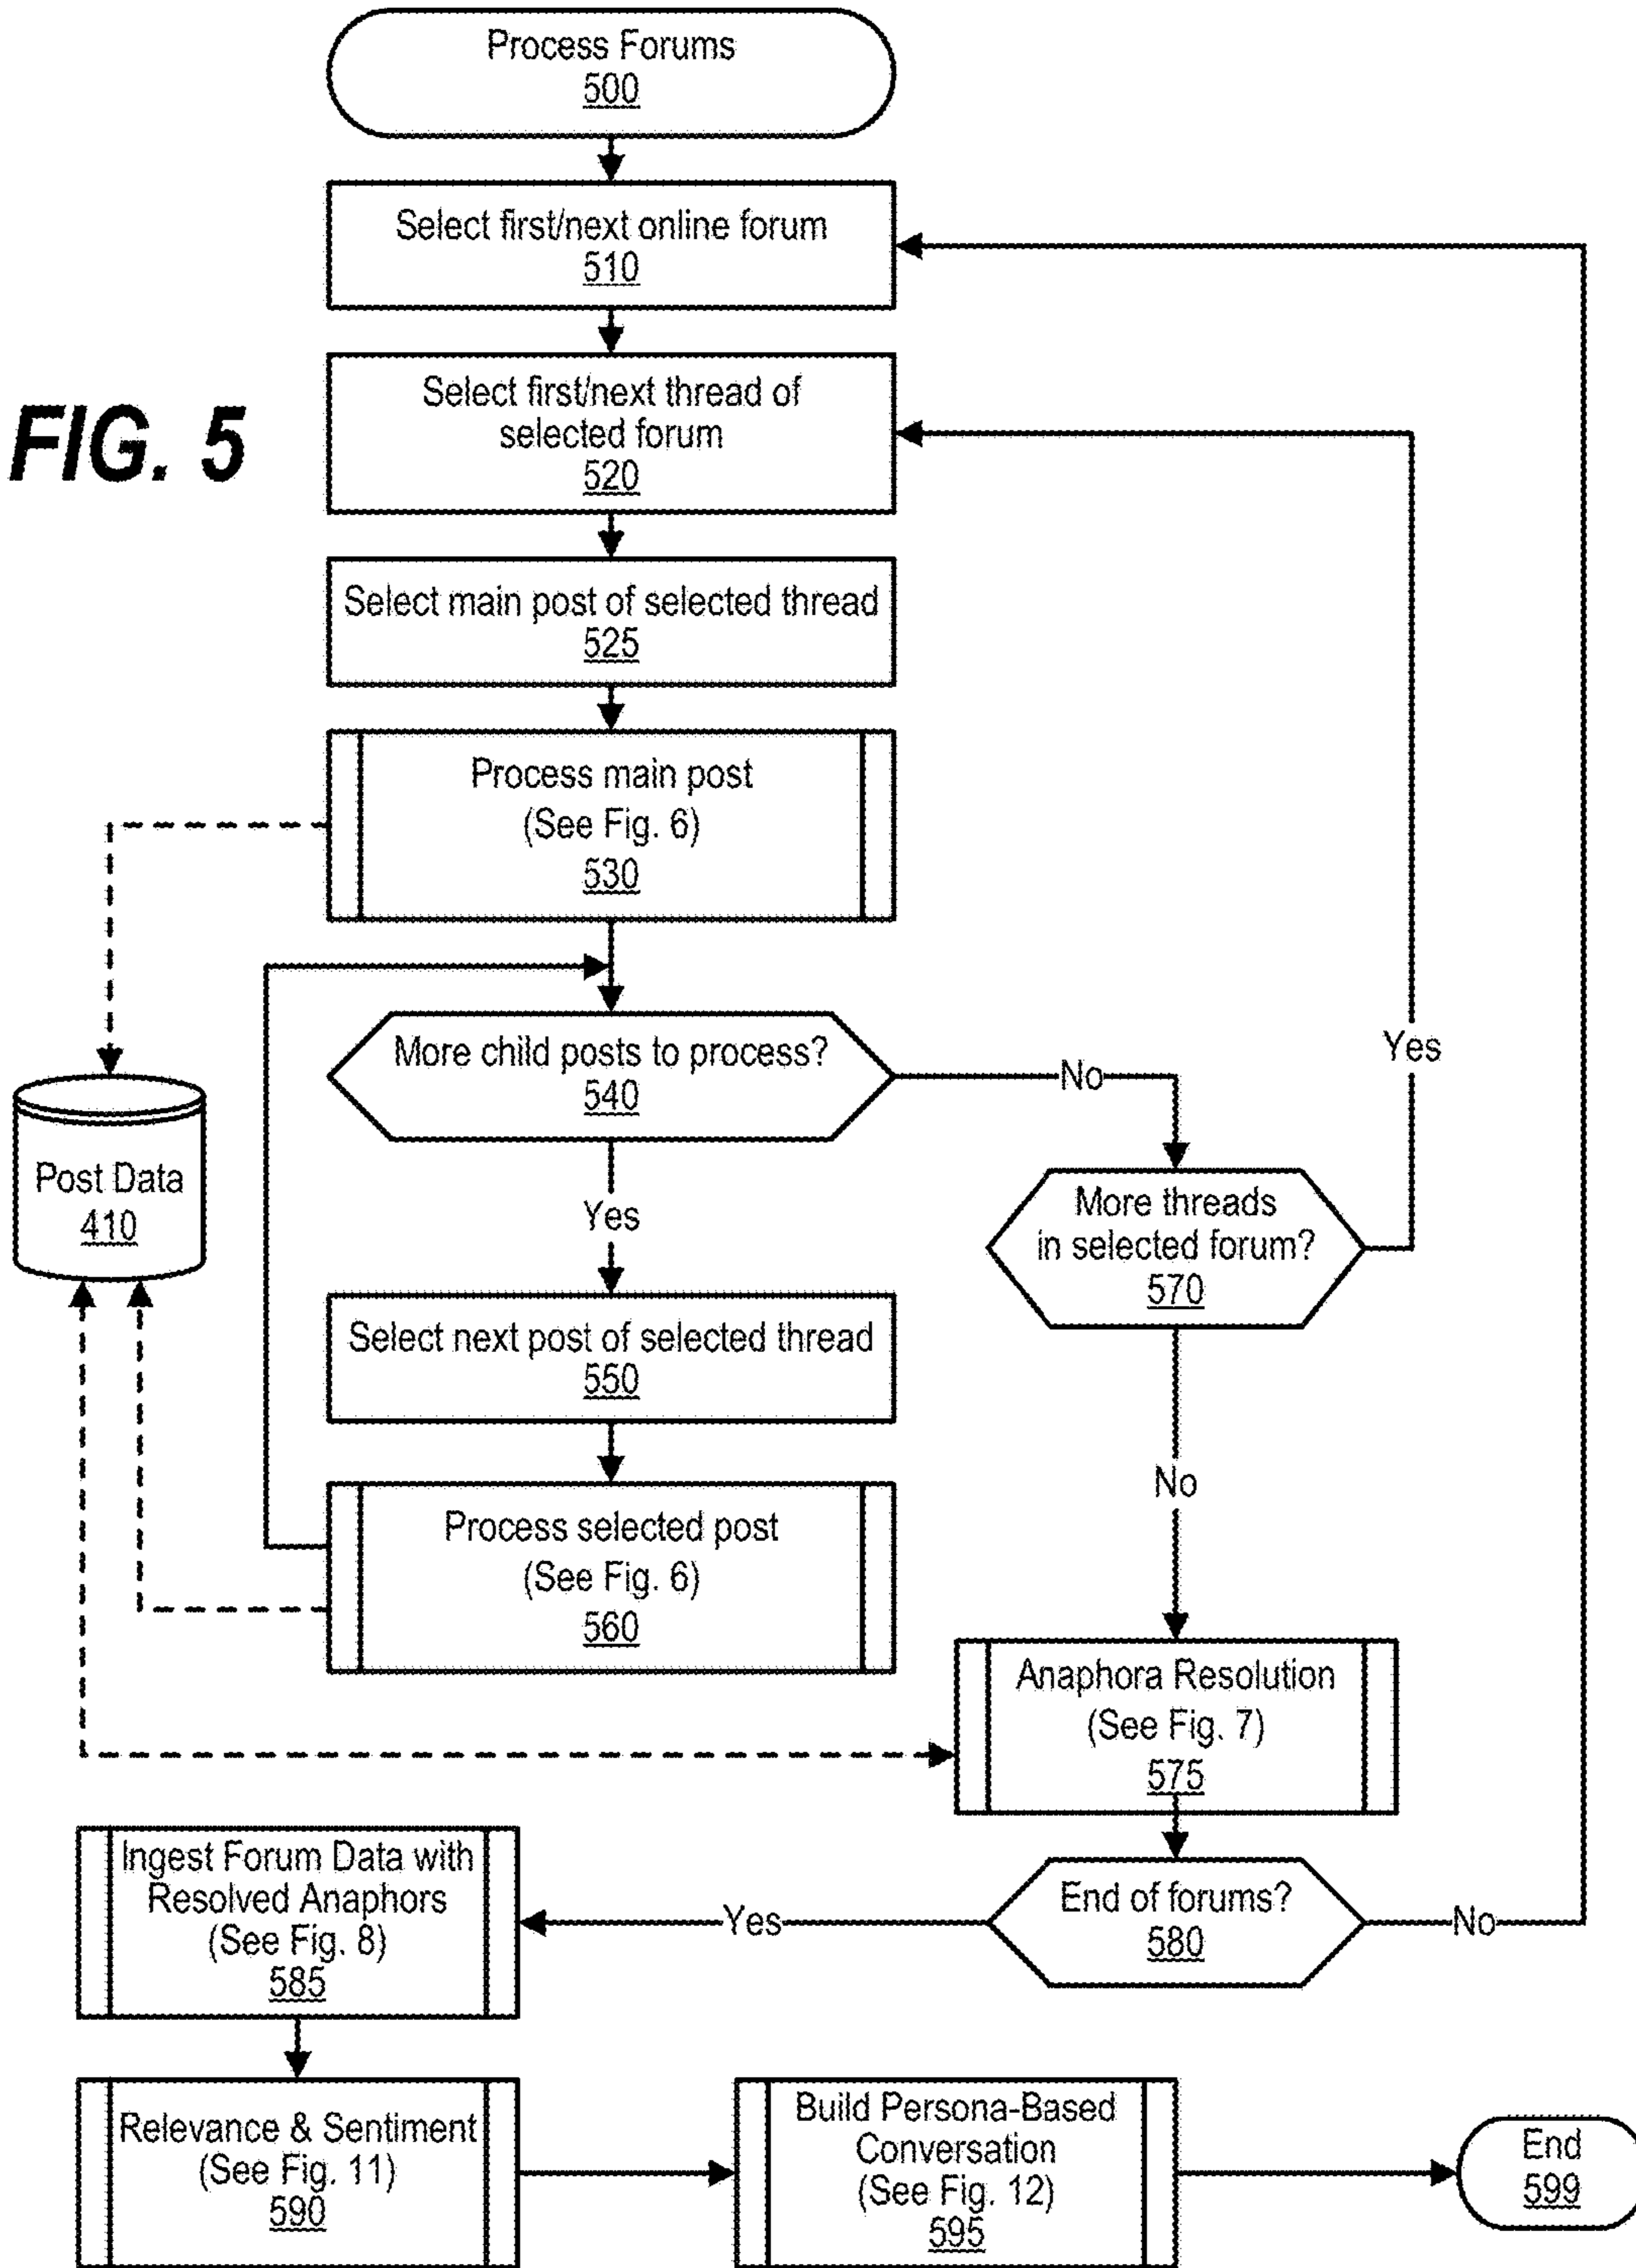 Process Forums
500
Select first/next online forum
510
FIG. 5
Select first/next thread of
selected forum
520
Select main post of selected thread
525
Process main post
(See Fig. 6)
530
More child posts to process?
540
No
Yes
Yes
Post Data
410
More threads
in selected forum?
570
Select next post of selected thread
550
No
Process selected post
(See Fig. 6)
560
Anaphora Resolution
(See Fig. 7)
575
Ingest Forum Data with
Resolved Anaphors
(See Fig. 8)
585
Yes
End of forums?
580
No
Relevance & Sentiment
(See Fig. 11)
590
Build Persona-Based
Conversation
(See Fig. 12)
595
End
599